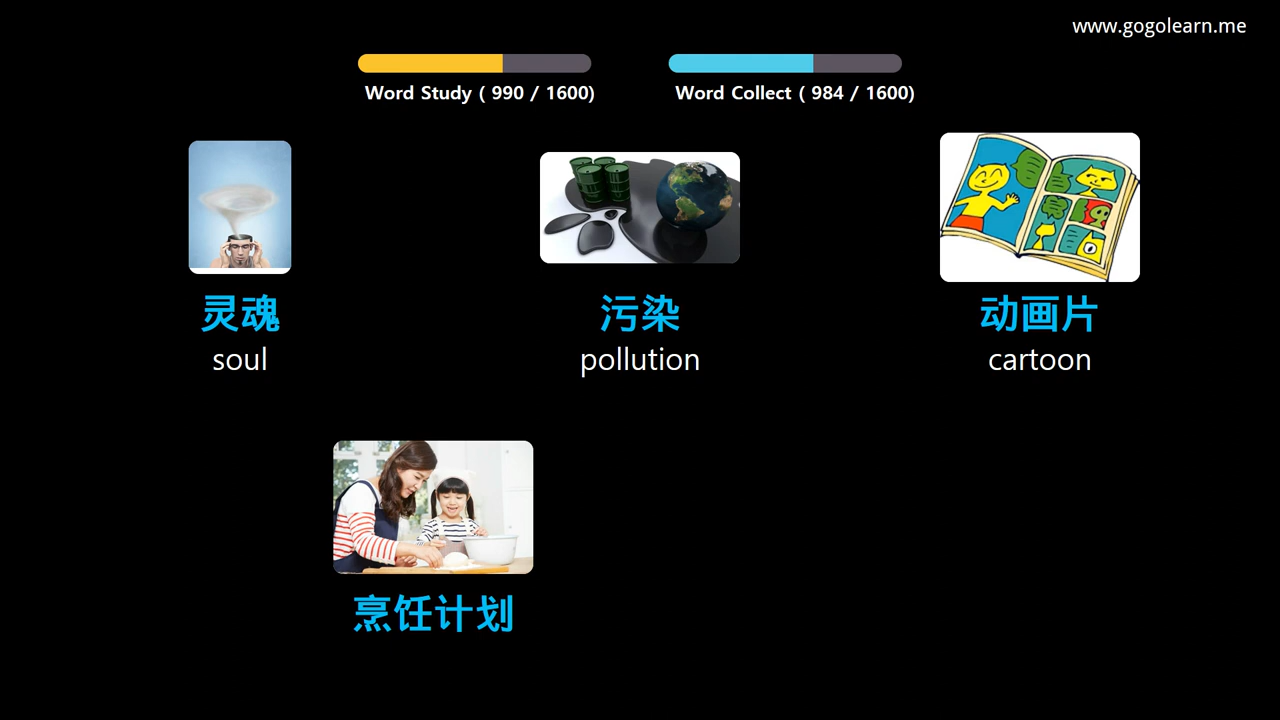 www.gogolearn.me
Word Study ( 990 / 1600)
Word Collect ( 984 / 1600)
灵魂
soul
污染
pollution
动画片
cartoon
烹饪计划